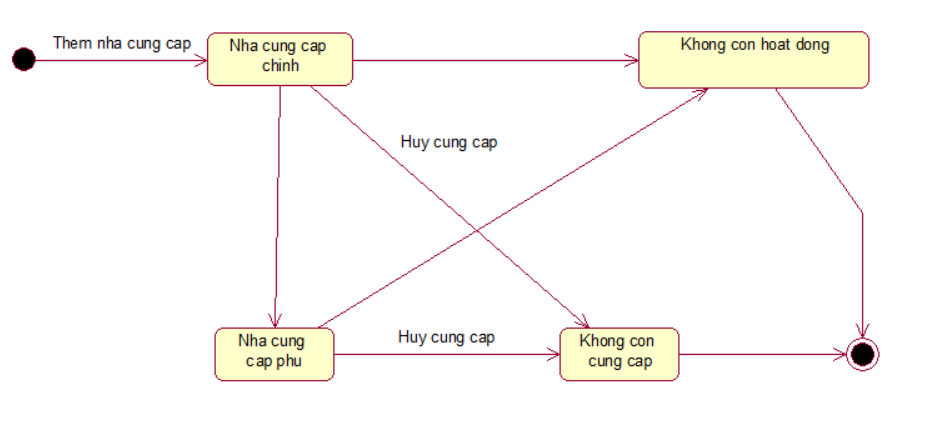 Them nha cung cap
Nha cung cap
chinh
Khong con hoat dong
Huy cung cap
Nha cung
cap phu
Huy cung cap
Khong con
cung cap